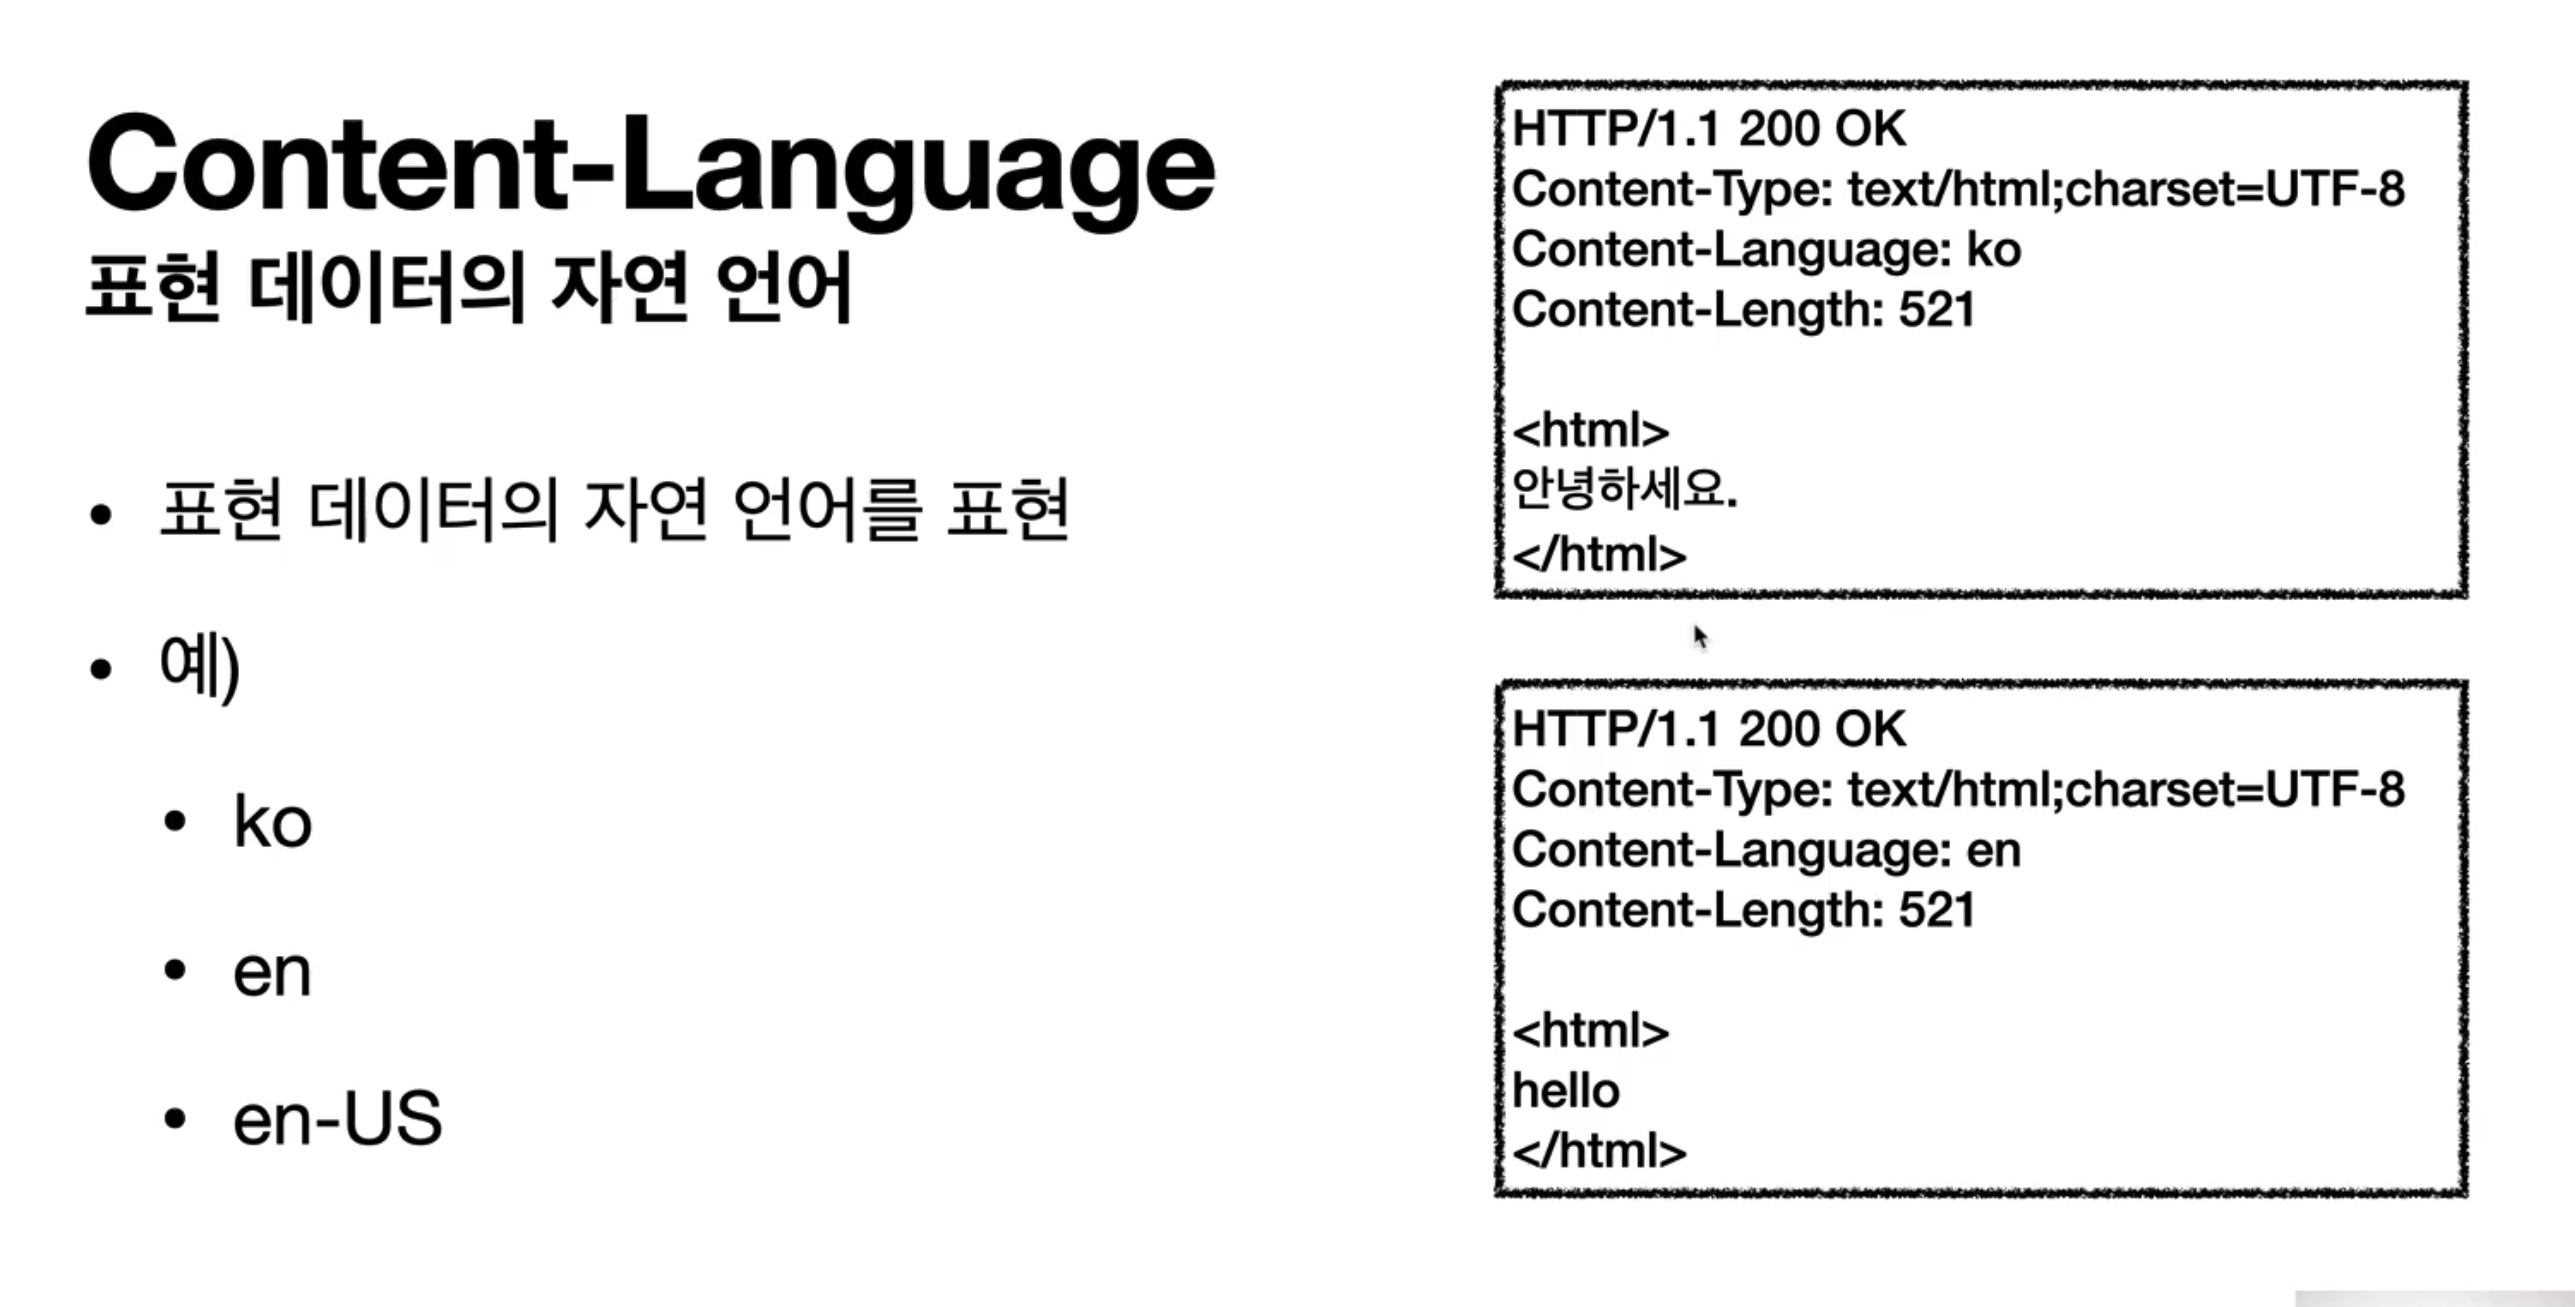 Content-Language
표현 데이터의 자연 언어
• 표현 데이터의 자연 언어를 표현
• 예)
• ko
• en
• en-US
HTTP/1.1 200 OK
Content-Type: text/html;charset=UTF-8
Content-Language: ko
Content-Length: 521
<html>
안녕하세요.
</html>
HTTP/1.1 200 OK
Content-Type: text/html;charset=UTF-8
Content-Language: en
Content-Length: 521
<html>
hello
</html>